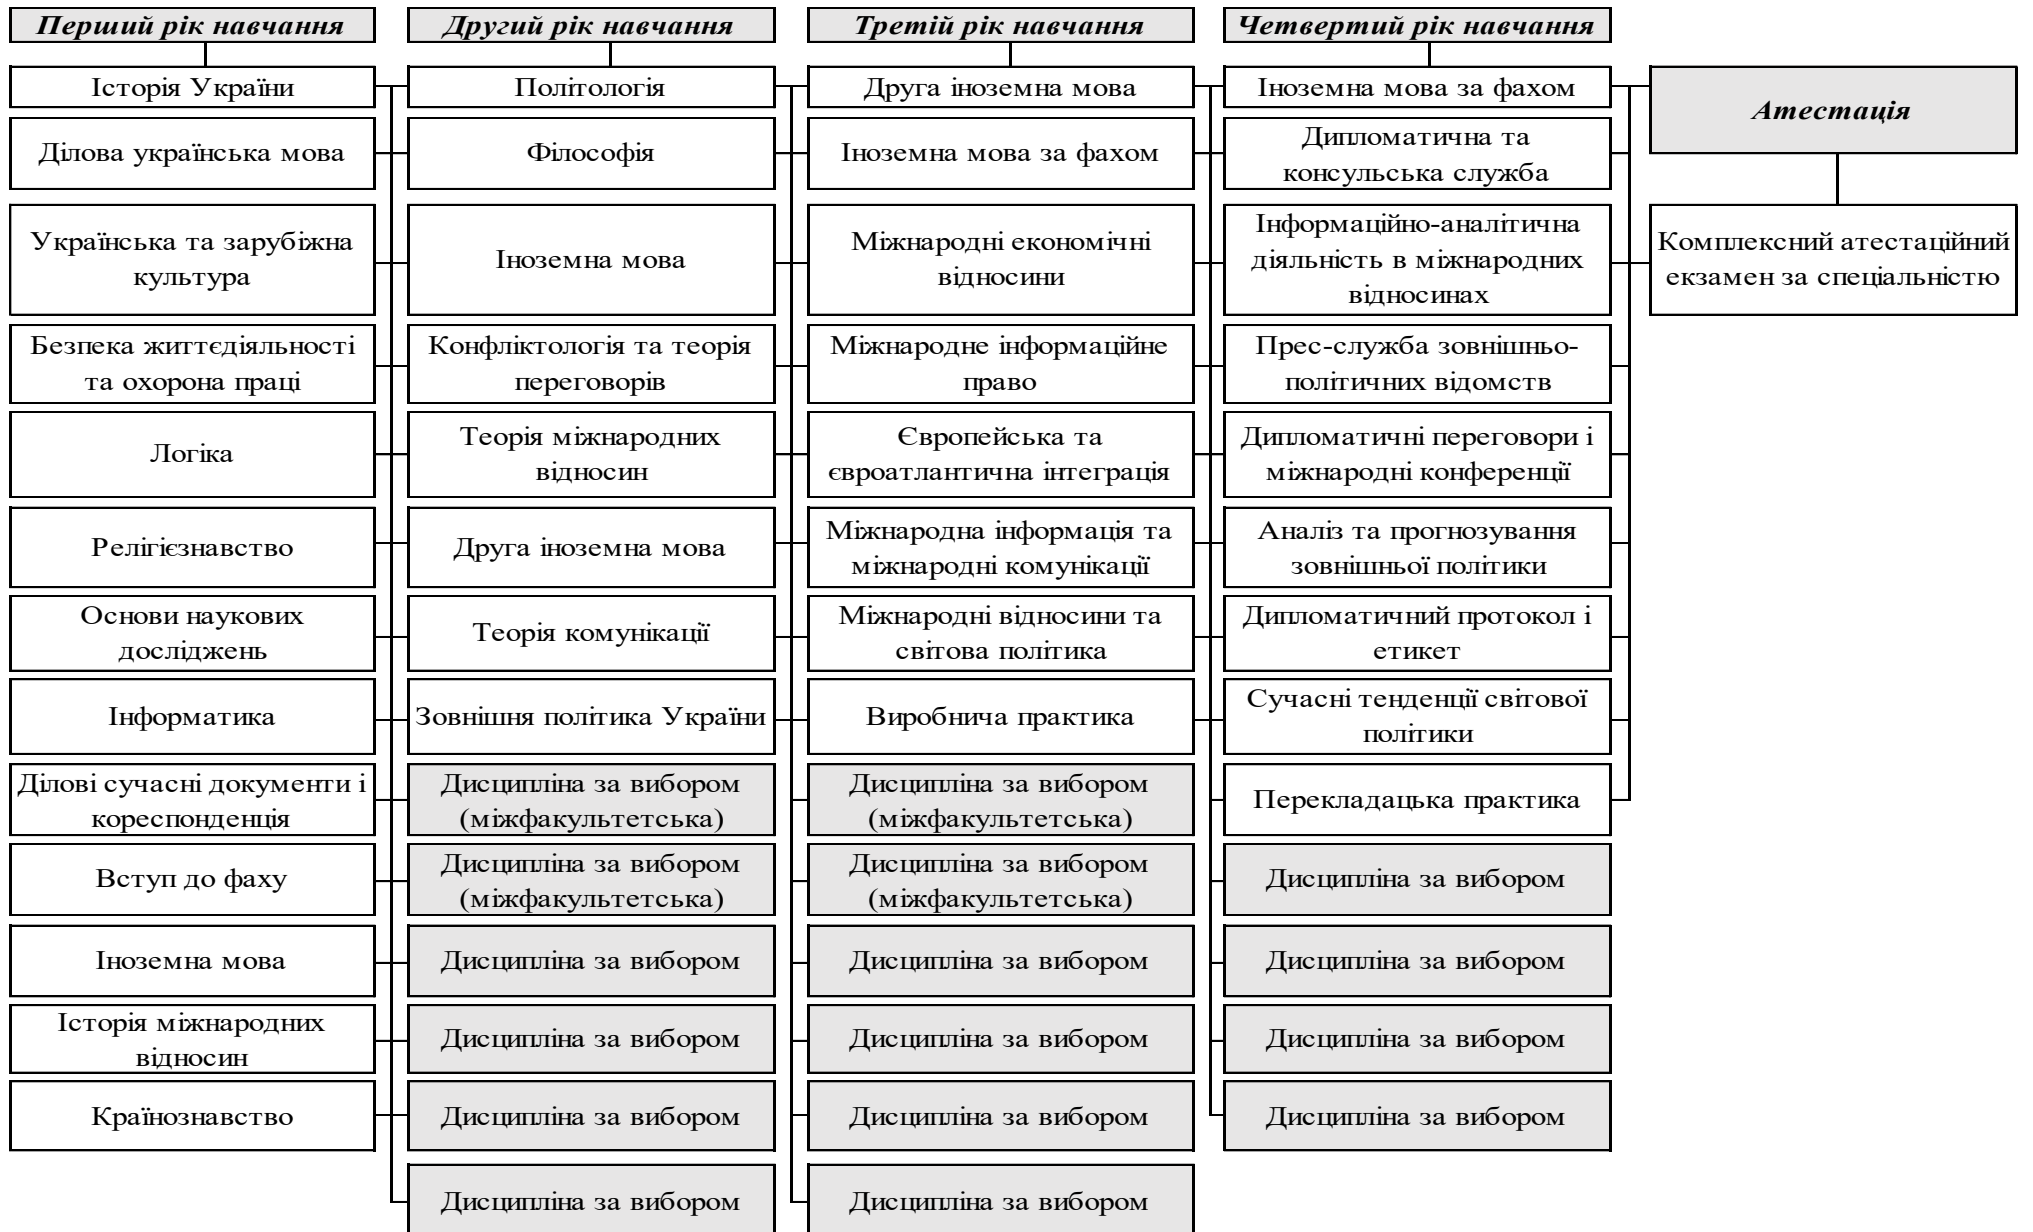 Перший рік навчання
Історія України
Ділова українська мова
Українська та зарубіжна
культура
Безпека життєдіяльності
та охорона праці
Логіка
Релігієзнавство
Основи наукових
досліджень
Інформатика
Ділові сучасні документи і
кореспонденція
Вступ до фаху
Іноземна мова
Історія міжнародних
відносин
Країнознавство
Другий рік навчання
Політологія
Філософія
Іноземна мова
Конфліктологія та теорія
переговорів
Теорія міжнародних
відносин
Друга іноземна мова
Теорія комунікації
Зовнішня політика України
Дисципліна за вибором
(міжфакультетська)
Дисципліна за вибором
(міжфакультетська)
Дисципліна за вибором
Дисципліна за вибором
Дисципліна за вибором
Дисципліна за вибором
Третій рік навчання
Друга іноземна мова
Іноземна мова за фахом
Міжнародні економічні
відносини
Міжнародне інформаційне
право
Європейська та
євроатлантична інтеграція
Міжнародна інформація та
міжнародні комунікації
Міжнародні відносини та
світова політика
Виробнича практика
Дисципліна за вибором
(міжфакультетська)
Дисципліна за вибором
(міжфакультетська)
Дисципліна за вибором
Дисципліна за вибором
Дисципліна за вибором
Дисципліна за вибором
Четвертий рік навчання
Іноземна мова за фахом
Дипломатична та
консульська служба
Інформаційно-аналітична
діяльність в міжнародних
відносинах
Прес-служба зовнішньо-
політичних відомств
Дипломатичні переговори і
міжнародні конференції
Аналіз та прогнозування
зовнішньої політики
Дипломатичний протокол і
етикет
Сучасні тенденції світової
політики
Перекладацька практика
Дисципліна за вибором
Дисципліна за вибором
Дисципліна за вибором
Дисципліна за вибором
Атестація
Комплексний атестаційний
екзамен за спеціальністю